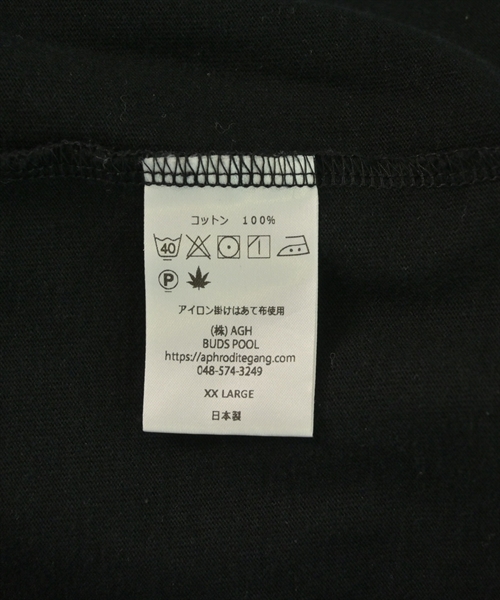 コットン 100%
40
P
アイロン掛けはあて布使用
(株) AGH
BUDS POOL
https://aphroditegang.com
048-574-3249
XX LARGE
日本製